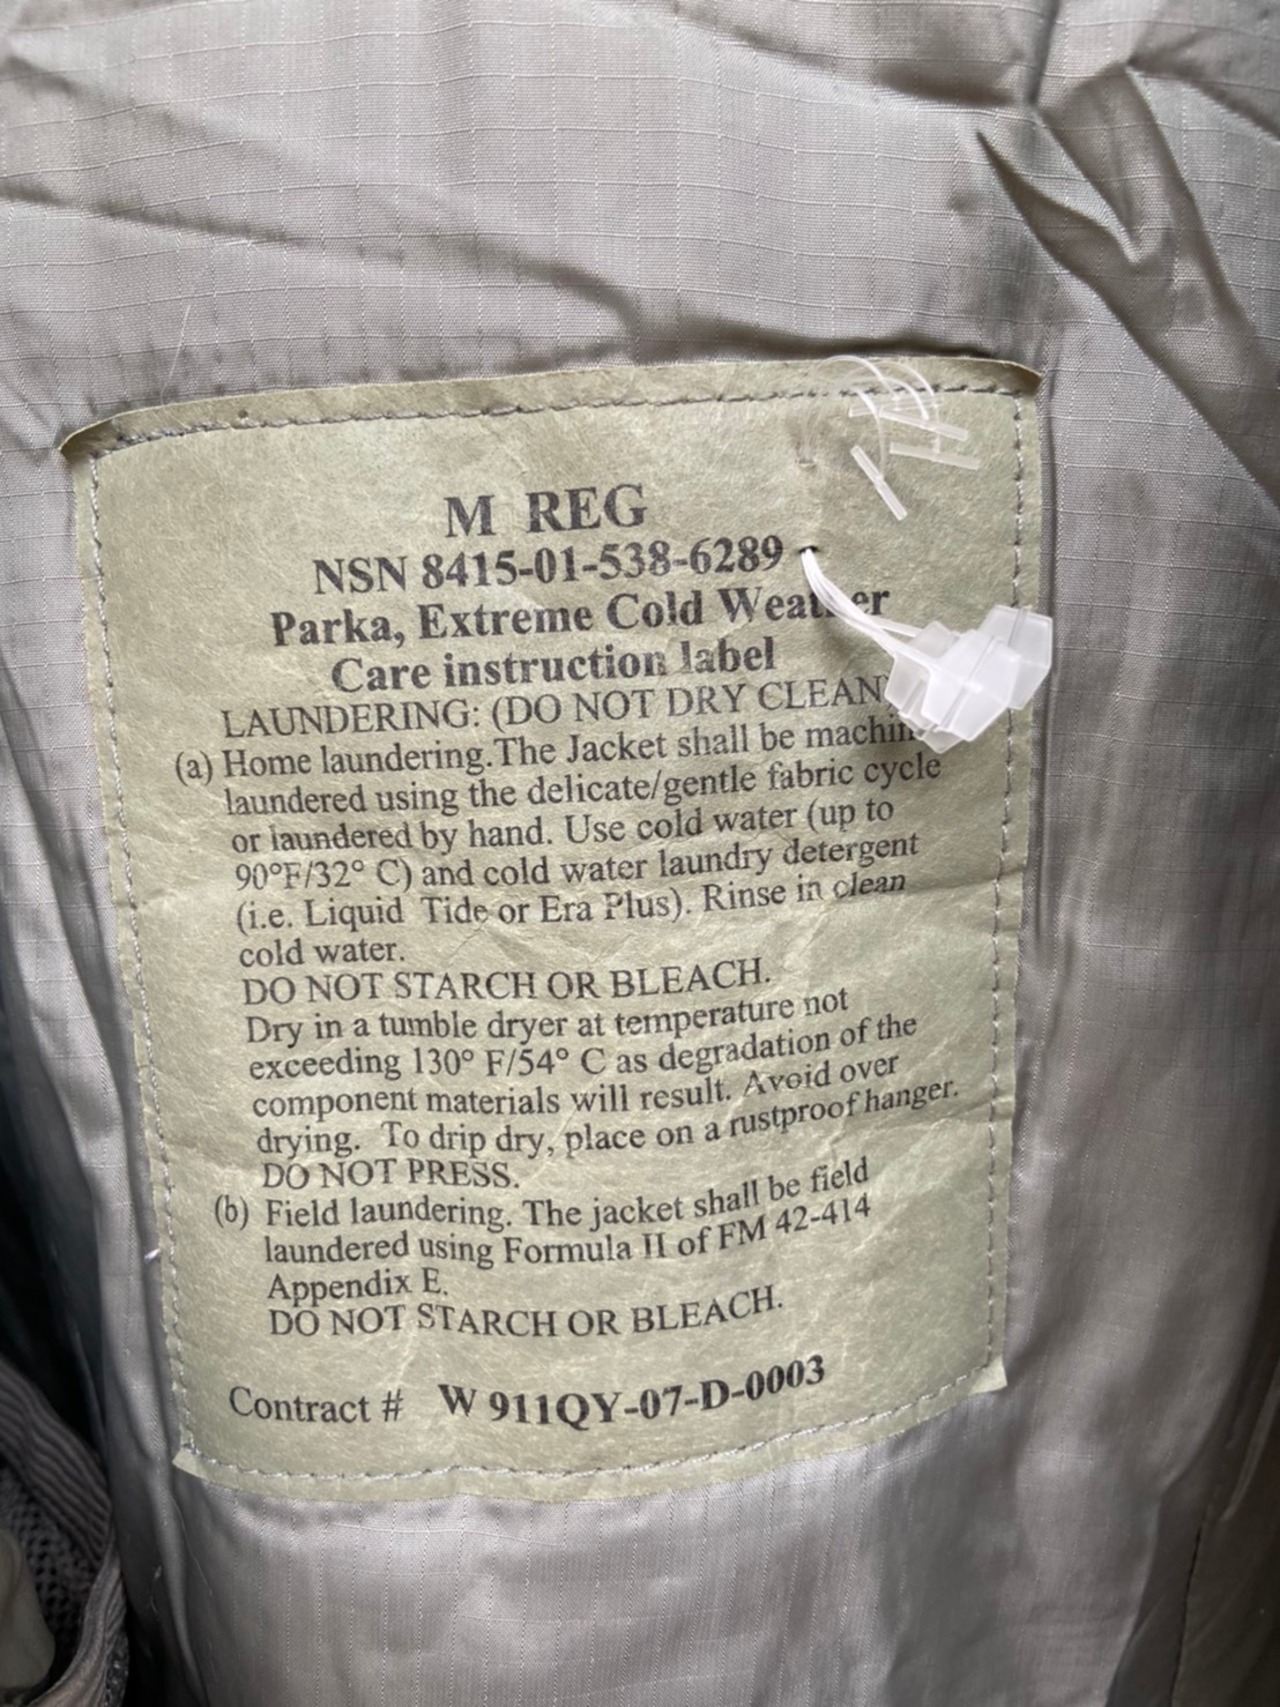 M REG
NSN 8415-01-538-6289
Parka, Extreme Cold Weather
Care instruction label
LAUNDERING: (DO NOT DRY CLEAN
(a) Home laundering.The Jacket shall be machine
laundered using the delicate/gentle fabric cycle
or laundered by hand. Use cold water (up to
90°F/32° C) and cold water laundry detergent
(i.e. Liquid Tide or Era Plus). Rinse in clean
cold water.
DO NOT STARCH OR BLEACH.
Dry in a tumble dryer at temperature not
exceeding 130° F/54° C as degradation of the
component materials will result. Avoid over
drying. To drip dry, place on a rustproof hanger.
DO NOT PRESS.
(b) Field laundering. The jacket shall be field
laundered using Formula II of FM 42-414
Appendix E.
DO NOT STARCH OR BLEACH.
Contract # W 911QY-07-D-0003